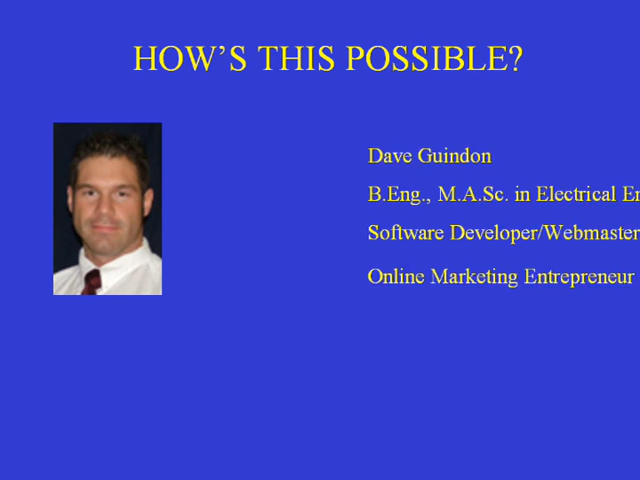 HOW’S THIS POSSIBLE?
Dave Guindon
B.Eng., M.A.Sc. in Electrical
Software Developer/Webmaster
Online Marketing Entrepreneur